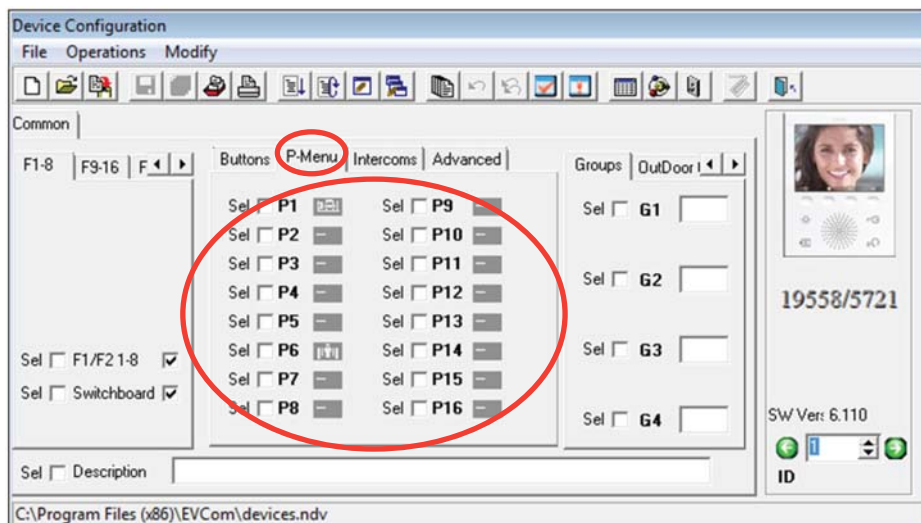 Device Configuration
File Operations Modify
Common
F1-8 F9-16 F
Buttons P-Menu Intercoms Advanced
Groups OutDoor
Sel P1 Sel P9 Sel G1
Sel P2 Sel P10
Sel P3 Sel P11
Sel P4 Sel P12 Sel G2
Sel P5 Sel P13
Sel F1/F2 1-8 Sel P6 Sel P14 Sel G3
Sel Switchboard Sel P7 Sel P15
Sel P8 Sel P16 Sel G4
19558/5721
SW Ver: 6.110
1
ID
Sel Description
C:\Program Files (x86)\EVCom\devices.ndv